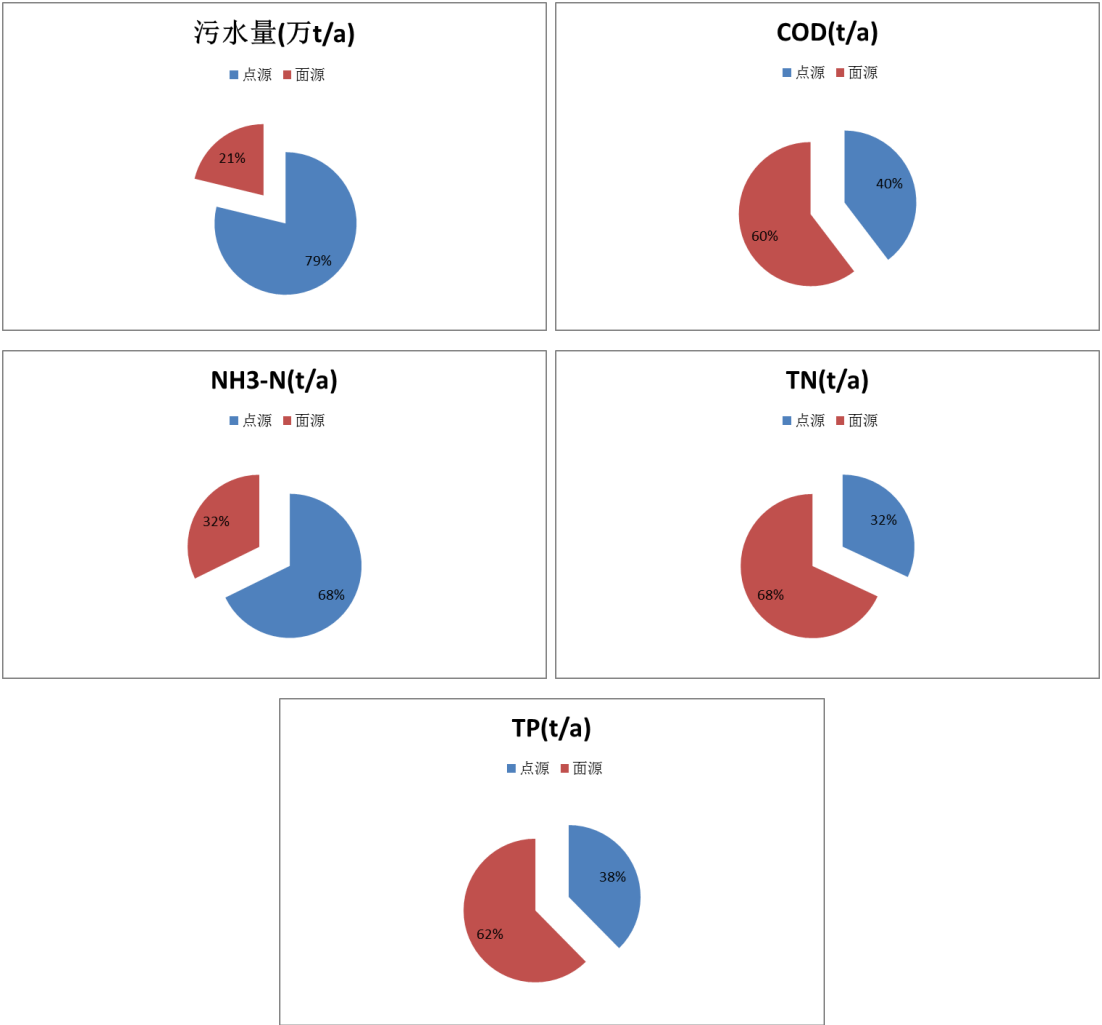 污水量(万t/a)
点源 面源
21%
79%
COD(t/a)
点源 面源
40%
60%
NH3-N(t/a)
点源 面源
32%
68%
TN(t/a)
点源 面源
32%
68%
TP(t/a)
点源 面源
38%
62%